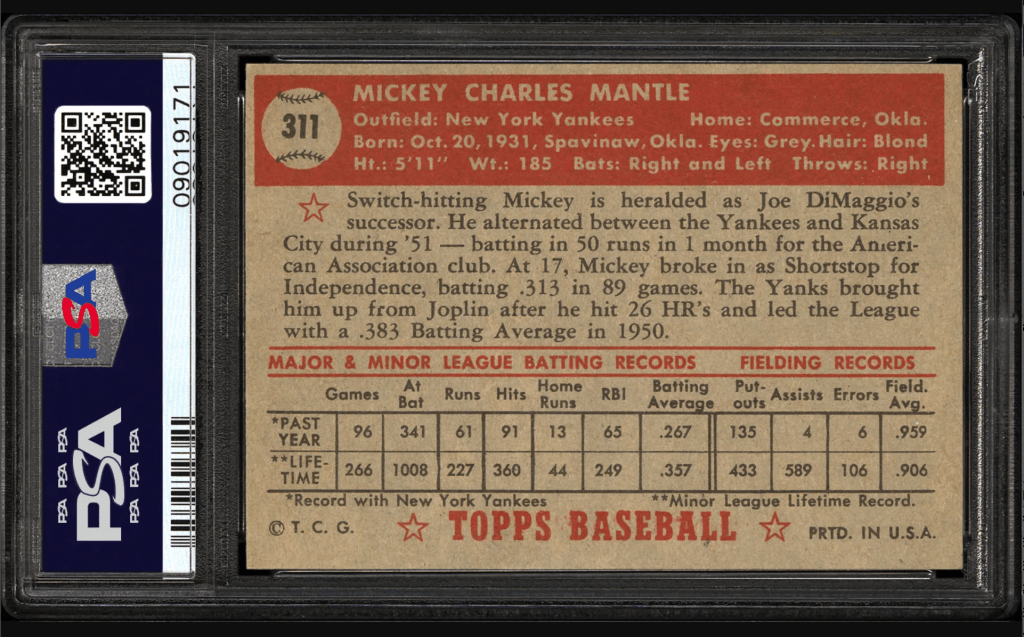 09019171
PSA
PSA
PSA PSA PSA
PSA PSA PSA
311
MICKEY CHARLES MANTLE
Outfield: New York Yankees Home: Commerce, Okla.
Born: Oct. 20, 1931, Spavinaw, Okla. Eyes: Grey. Hair: Blond
Ht.: 5'11" Wt.: 185 Bats: Right and Left Throws: Right
Switch-hitting Mickey is heralded as Joe DiMaggio's
successor. He alternated between the Yankees and Kansas
City during '51 — batting in 50 runs in 1 month for the Ameri-
can Association club. At 17, Mickey broke in as Shortstop for
Independence, batting .313 in 89 games. The Yanks brought
him up from Joplin after he hit 26 HR's and led the League
with a .383 Batting Average in 1950.
MAJOR & MINOR LEAGUE BATTING RECORDS FIELDING RECORDS
Games At Bat Runs Hits Home Runs RBI Batting Average Put-outs Assists Errors Field. Avg.
*PAST YEAR 96 341 61 91 13 65 .267 135 4 6 .959
**LIFE-TIME 266 1008 227 360 44 249 .357 433 589 106 .906
*Record with New York Yankees **Minor League Lifetime Record.
© T. C. G. TOPPS BASEBALL PRTD. IN U.S.A.